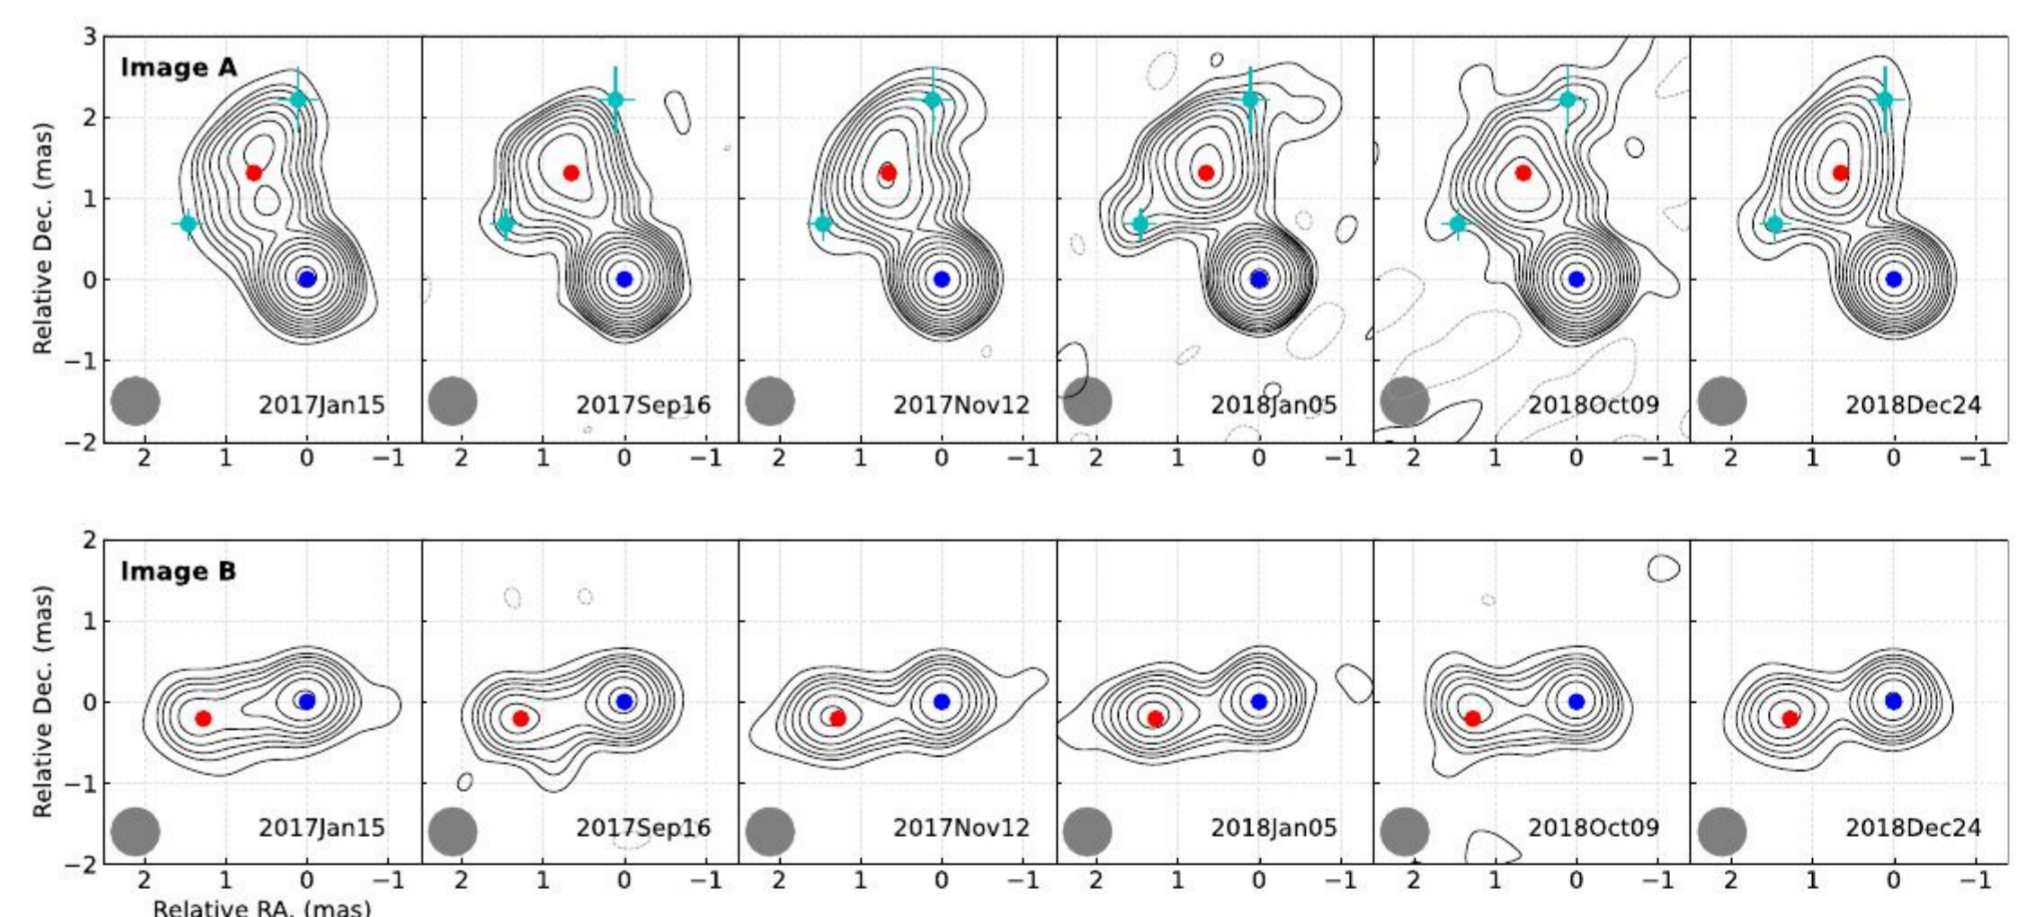 Image A
Relative Dec. (mas)
3
2
1
0
−1
−2
2017Jan15 2017Sep16 2017Nov12 2018Jan05 2018Oct09 2018Dec24
2 1 0 −1 2 1 0 −1 2 1 0 −1 2 1 0 −1 2 1 0 −1 2 1 0 −1
Image B
Relative Dec. (mas)
2
1
0
−1
−2
2017Jan15 2017Sep16 2017Nov12 2018Jan05 2018Oct09 2018Dec24
2 1 0 −1 2 1 0 −1 2 1 0 −1 2 1 0 −1 2 1 0 −1 2 1 0 −1
Relative RA. (mas)